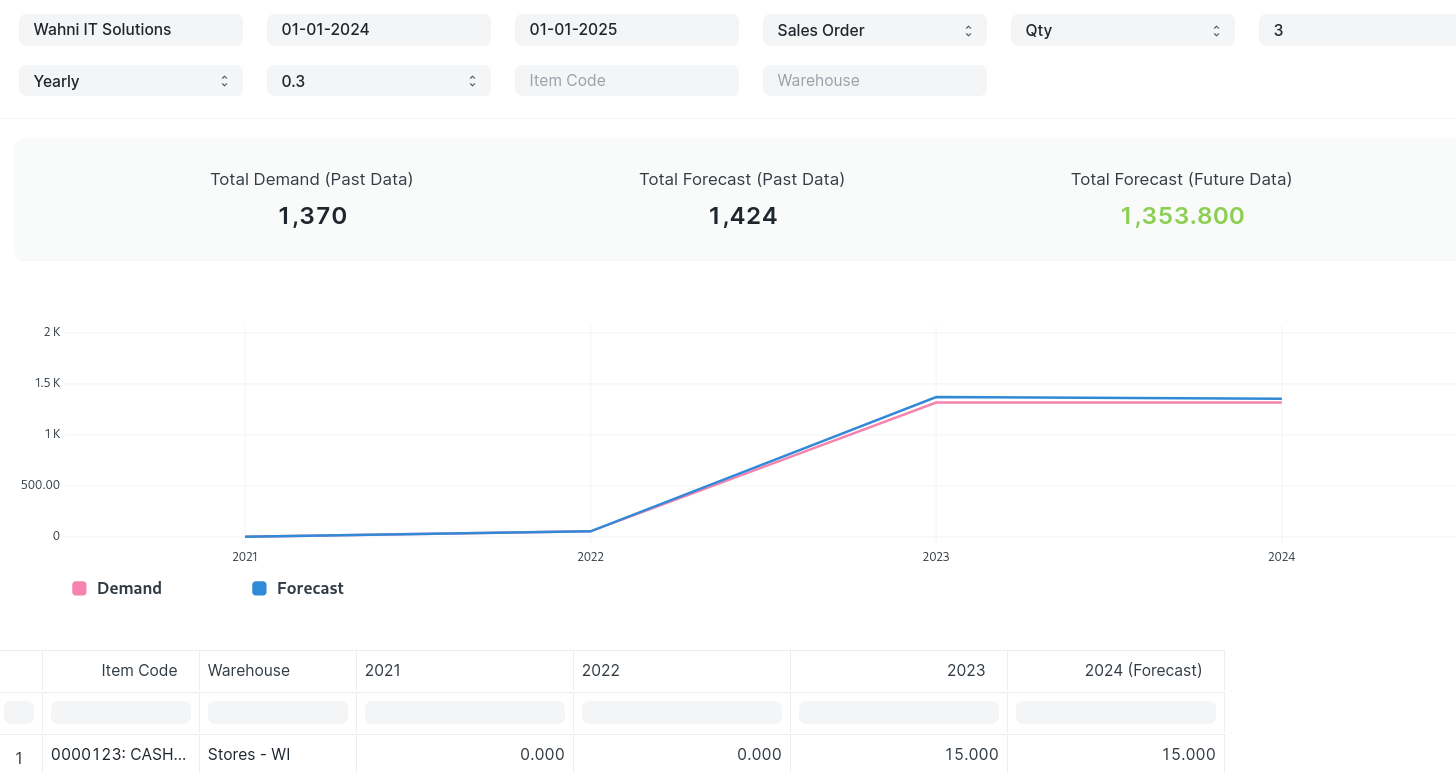 Wahni IT Solutions 01-01-2024 01-01-2025 Sales Order Qty 3
Yearly 0.3 Item Code Warehouse
Total Demand (Past Data) Total Forecast (Past Data) Total Forecast (Future Data)
1,370 1,424 1,353.800
2 K
1.5 K
1 K
500.00
0
2021 2022 2023 2024
Demand Forecast
Item Code Warehouse 2021 2022 2023 2024 (Forecast)
1 0000123: CASH... Stores - WI 0.000 0.000 15.000 15.000